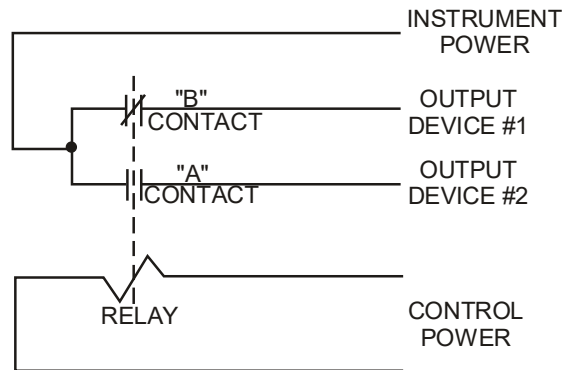 INSTRUMENT
POWER
"B"
CONTACT
OUTPUT
DEVICE #1
"A"
CONTACT
OUTPUT
DEVICE #2
RELAY
CONTROL
POWER